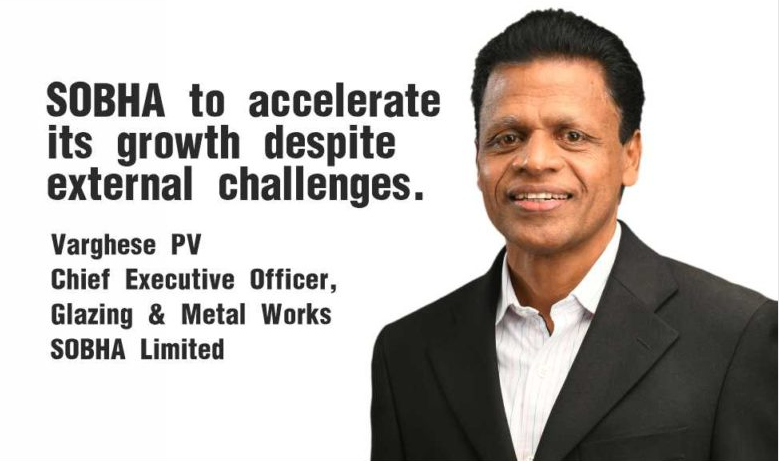 SOBHA to accelerate
its growth despite
external challenges.
Varghese PV
Chief Executive Officer,
Glazing & Metal Works
SOBHA Limited